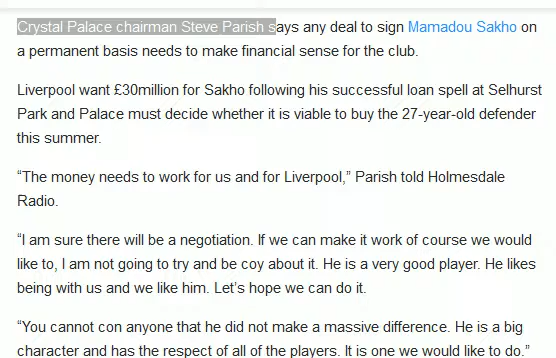 Crystal Palace chairman Steve Parish says any deal to sign Mamadou Sakho on
a permanent basis needs to make financial sense for the club.
Liverpool want £30million for Sakho following his successful loan spell at Selhurst
Park and Palace must decide whether it is viable to buy the 27-year-old defender
this summer.
“The money needs to work for us and for Liverpool,” Parish told Holmesdale
Radio.
“I am sure there will be a negotiation. If we can make it work of course we would
like to, I am not going to try and be coy about it. He is a very good player. He likes
being with us and we like him. Let’s hope we can do it.
“You cannot con anyone that he did not make a massive difference. He is a big
character and has the respect of all of the players. It is one we would like to do.”